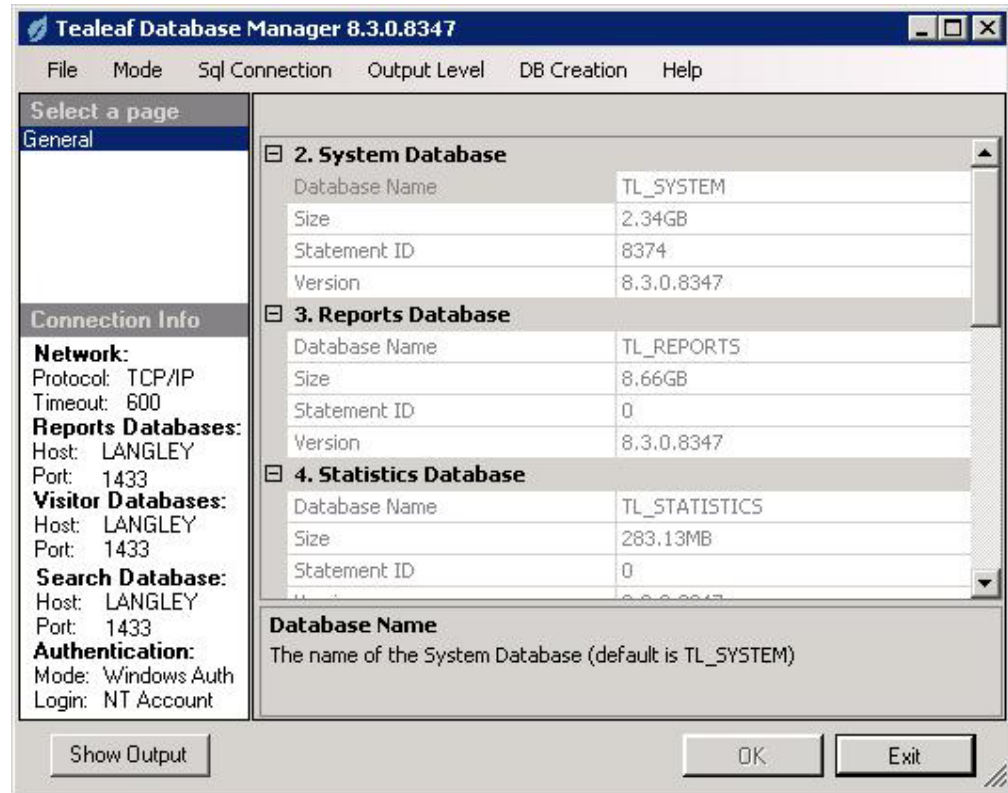 Tealeaf Database Manager 8.3.0.8347
File Mode Sql Connection Output Level DB Creation Help
Select a page
General
Connection Info
Network:
Protocol: TCP/IP
Timeout: 600
Reports Databases:
Host: LANGLEY
Port: 1433
Visitor Databases:
Host: LANGLEY
Port: 1433
Search Database:
Host: LANGLEY
Port: 1433
Authentication:
Mode: Windows Auth
Login: NT Account
2. System Database
Database Name TL_SYSTEM
Size 2.34GB
Statement ID 8374
Version 8.3.0.8347
3. Reports Database
Database Name TL_REPORTS
Size 8.66GB
Statement ID 0
Version 8.3.0.8347
4. Statistics Database
Database Name TL_STATISTICS
Size 283.13MB
Statement ID 0
Database Name
The name of the System Database (default is TL_SYSTEM)
Show Output OK Exit